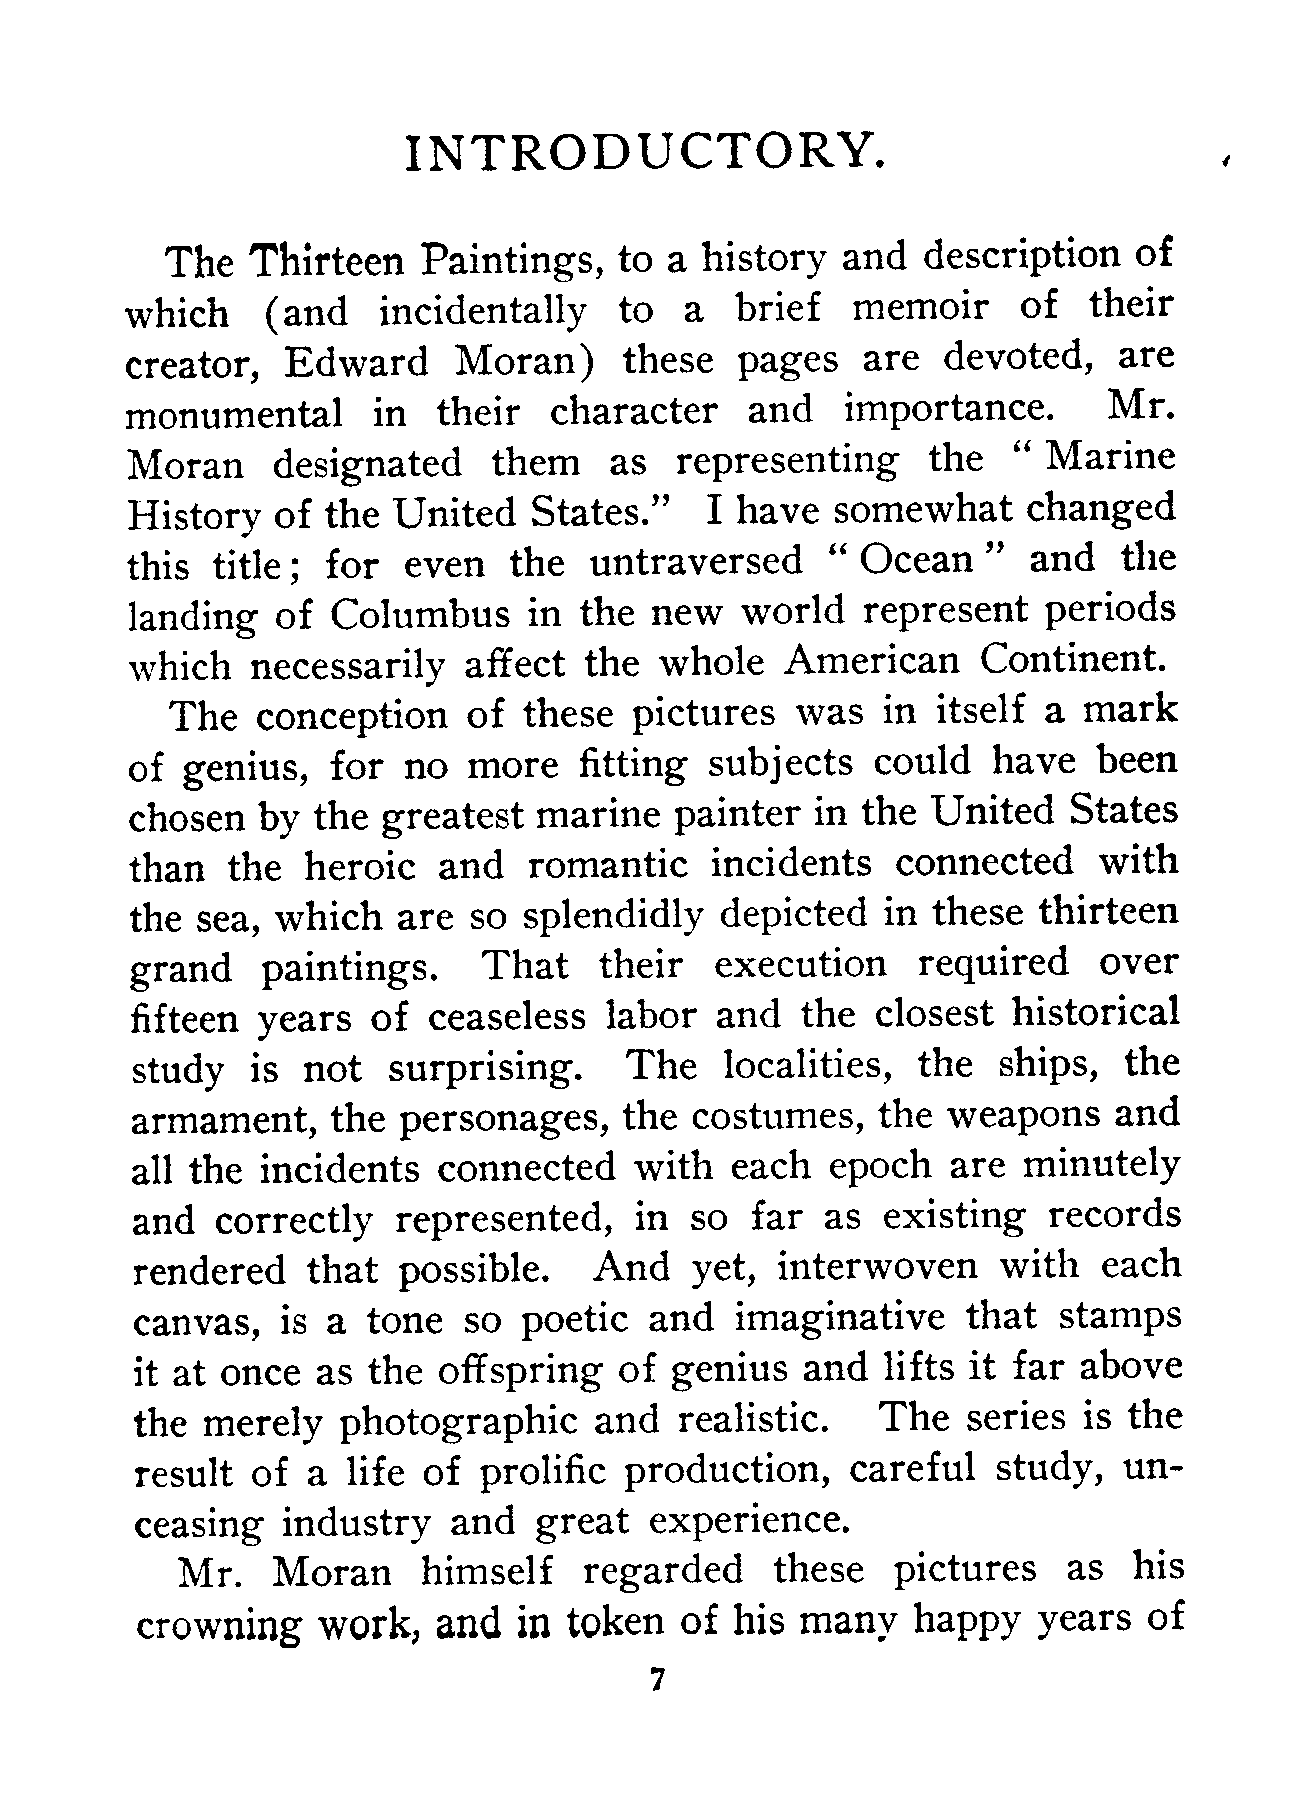 INTRODUCTORY.
The Thirteen Paintings, to a history and description of
which (and incidentally to a brief memoir of their
creator, Edward Moran) these pages are devoted, are
monumental in their character and importance. Mr.
Moran designated them as representing the " Marine
History of the United States." I have somewhat changed
this title; for even the untraversed " Ocean " and the
landing of Columbus in the new world represent periods
which necessarily affect the whole American Continent.
The conception of these pictures was in itself a mark
of genius, for no more fitting subjects could have been
chosen by the greatest marine painter in the United States
than the heroic and romantic incidents connected with
the sea, which are so splendidly depicted in these thirteen
grand paintings. That their execution required over
fifteen years of ceaseless labor and the closest historical
study is not surprising. The localities, the ships, the
armament, the personages, the costumes, the weapons and
all the incidents connected with each epoch are minutely
and correctly represented, in so far as existing records
rendered that possible. And yet, interwoven with each
canvas, is a tone so poetic and imaginative that stamps
it at once as the offspring of genius and lifts it far above
the merely photographic and realistic. The series is the
result of a life of prolific production, careful study, un-
ceasing industry and great experience.
Mr. Moran himself regarded these pictures as his
crowning work, and in token of his many happy years of
7